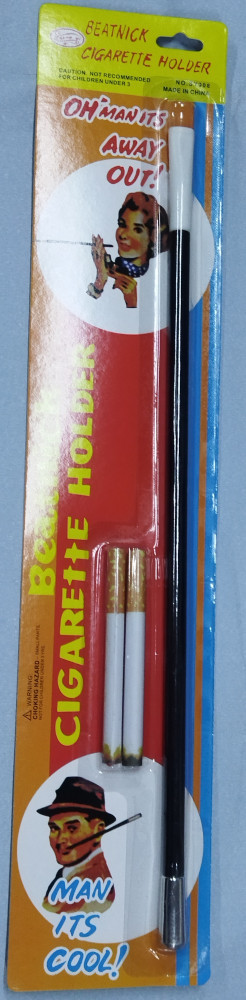 BEATNICK
CIGARETTE HOLDER
CAUTION. NOT RECOMMENDED
FOR CHILDREN UNDER 3
MADE IN CHINA
OH'MAN ITS
AWAY
OUT!
CIGARETTE HOLDER
WARNING:
CHOKING HAZARD
MAN
ITS
COOL!